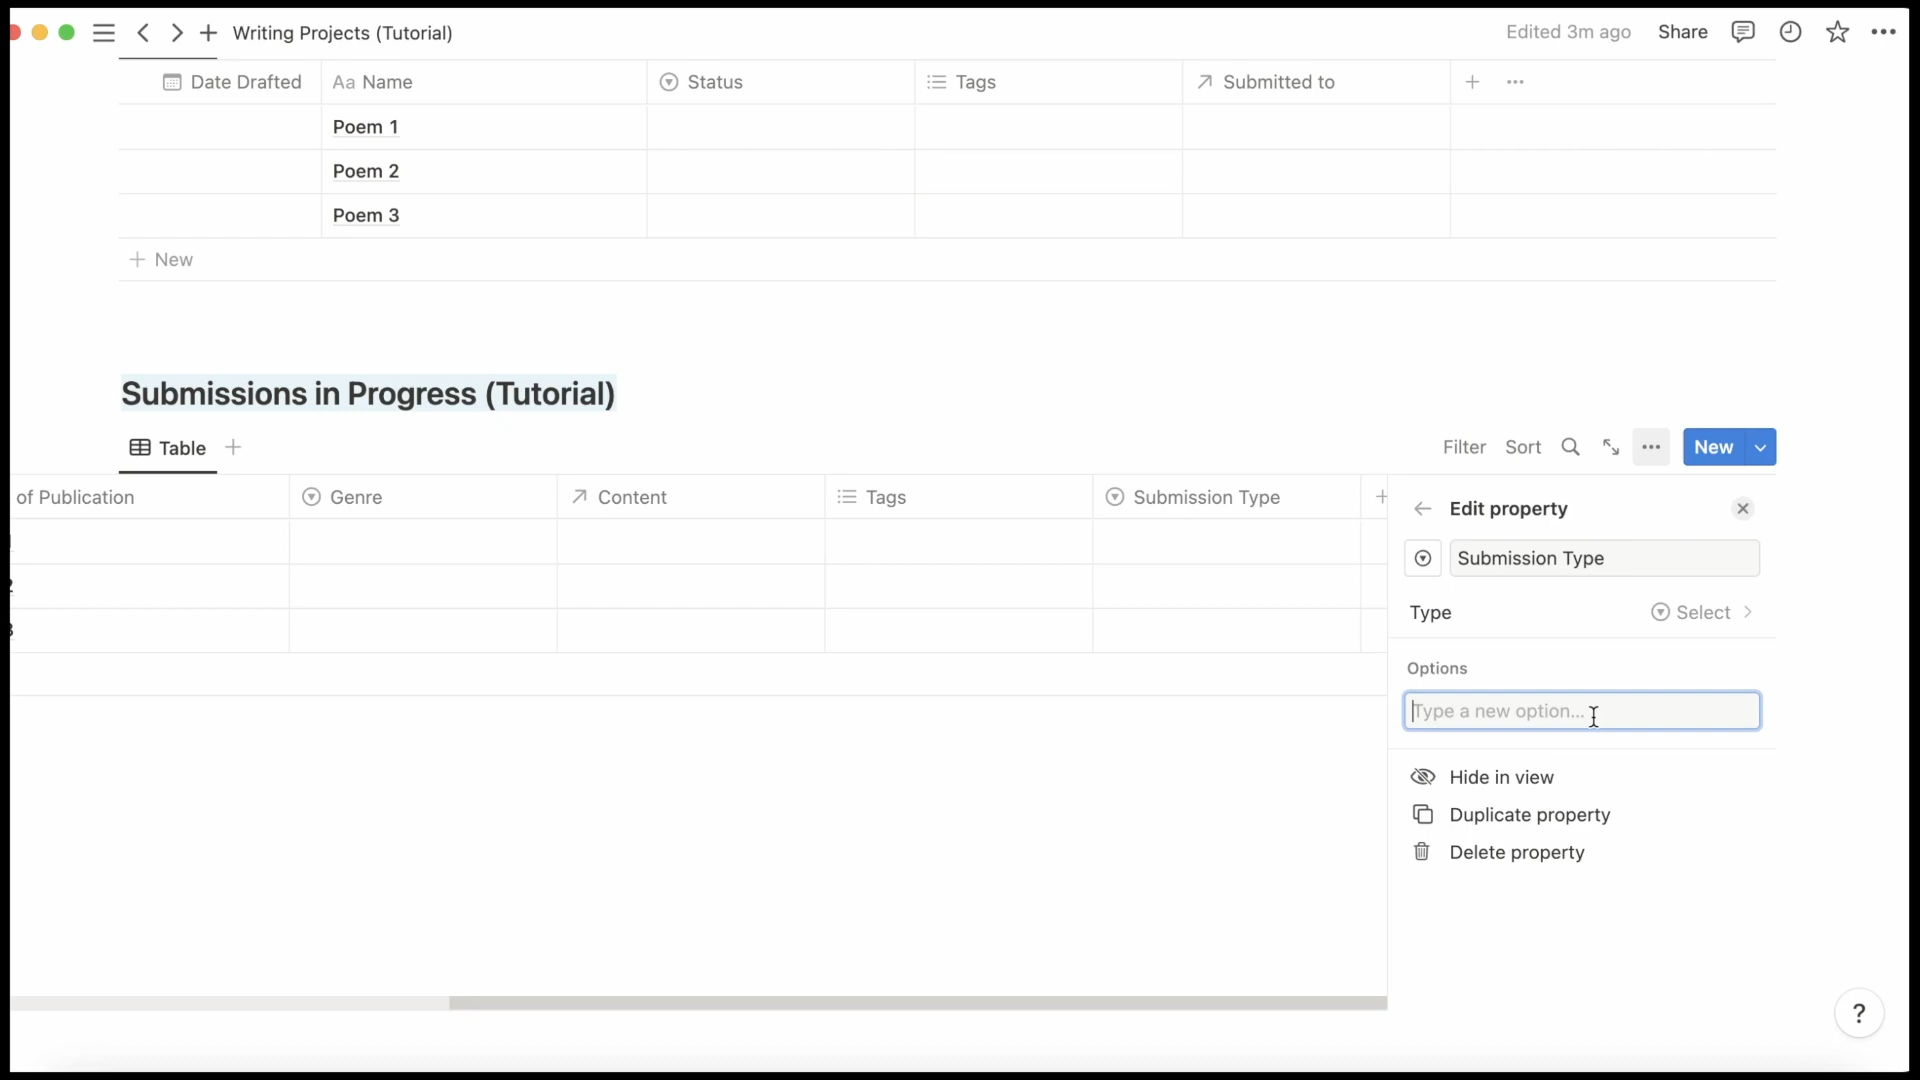 Writing Projects (Tutorial)
Edited 3m ago
Share
Date Drafted
Aa Name
Status
Tags
Submitted to
Poem 1
Poem 2
Poem 3
New
Submissions in Progress (Tutorial)
Table
Filter
Sort
New
of Publication
Genre
Content
Tags
Submission Type
Edit property
Submission Type
Type
Select
Options
Type a new option...
Hide in view
Duplicate property
Delete property
?